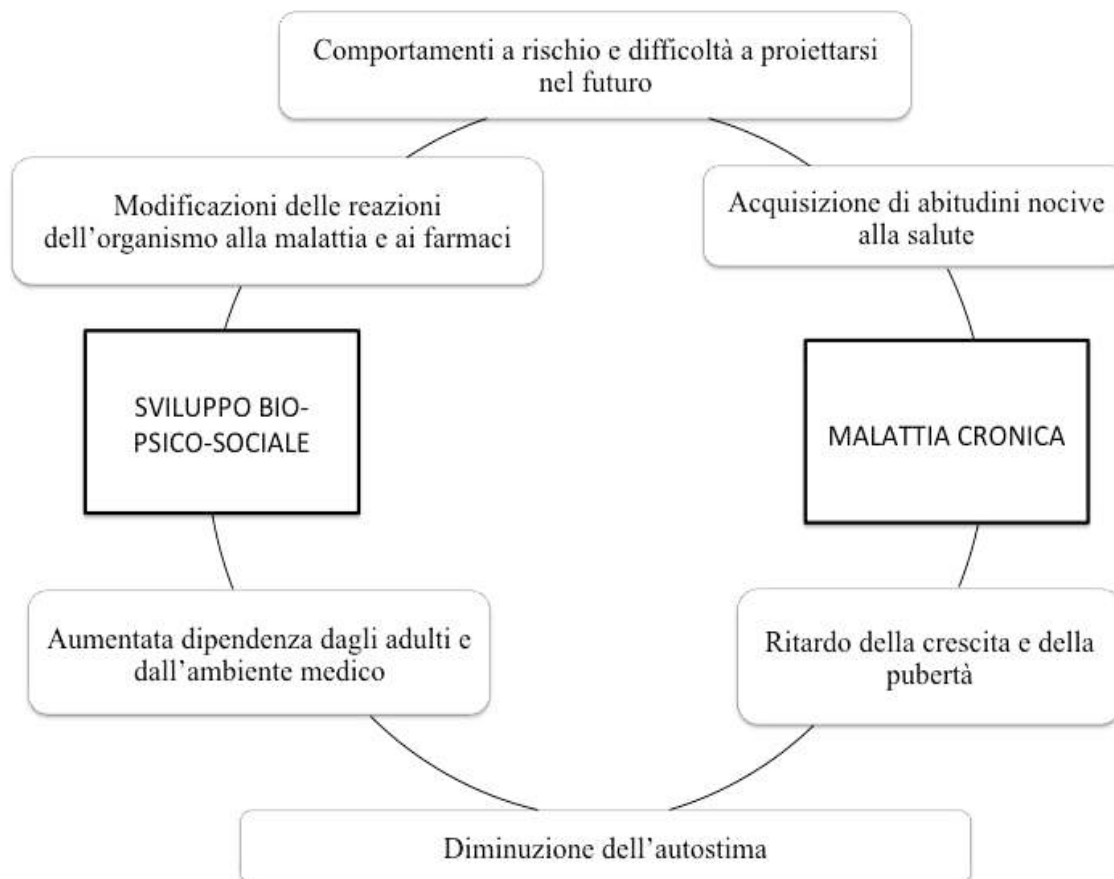 Comportamenti a rischio e difficoltà a proiettarsi
nel futuro
Modificazioni delle reazioni
dell’organismo alla malattia e ai farmaci
Acquisizione di abitudini nocive
alla salute
SVILUPPO BIO-
PSICO-SOCIALE
MALATTIA CRONICA
Aumentata dipendenza dagli adulti e
dall’ambiente medico
Ritardo della crescita e della
pubertà
Diminuzione dell’autostima